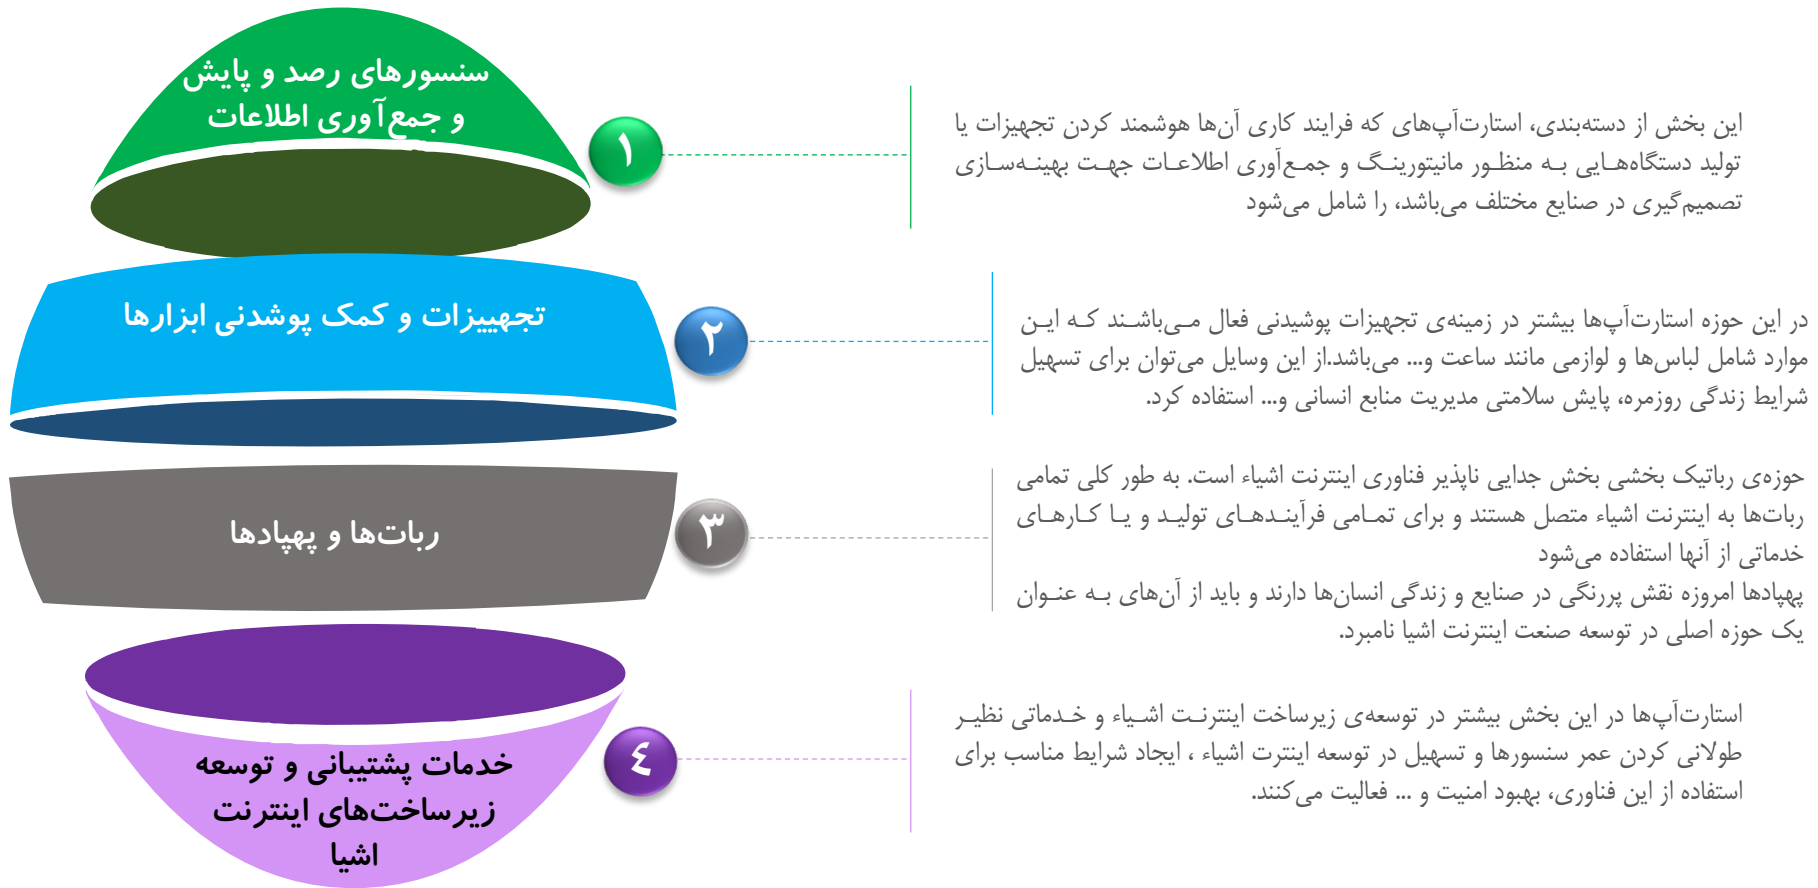 سنسورهای رصد و پایش
و جمع‌آوری اطلاعات
۱
این بخش از دسته‌بندی، استارت‌آپ‌های که فرایند کاری آن‌ها هوشمند کردن تجهیزات یا
تولید دستگاه‌هایی به منظور مانیتورینگ و جمع‌آوری اطلاعات جهت بهینه‌سازی
تصمیم‌گیری در صنایع مختلف می‌باشد، را شامل می‌شود
تجهییزات و کمک پوشدنی ابزارها
۲
در این حوزه استارت‌آپ‌ها بیشتر در زمینه‌ی تجهیزات پوشیدنی فعال می‌باشند که این
موارد شامل لباس‌ها و لوازمی مانند ساعت و... می‌باشد.از این وسایل می‌توان برای تسهیل
شرایط زندگی روزمره، پایش سلامتی مدیریت منابع انسانی و... استفاده کرد.
ربات‌ها و پهپادها
۳
حوزه‌ی رباتیک بخشی بخش جدایی ناپذیر فناوری اینترنت اشیاء است. به طور کلی تمامی
ربات‌ها به اینترنت اشیاء متصل هستند و برای تمامی فرآیندهای تولید و یا کارهای
خدماتی از آنها استفاده می‌شود
پهپادها امروزه نقش پررنگی در صنایع و زندگی انسان‌ها دارند و باید از آن‌های به عنوان
یک حوزه اصلی در توسعه صنعت اینترنت اشیا نامبرد.
خدمات پشتیبانی و توسعه
زیرساخت‌های اینترنت
اشیا
٤
استارت‌آپ‌ها در این بخش بیشتر در توسعه‌ی زیرساخت اینترنت اشیاء و خدماتی نظیر
طولانی کردن عمر سنسورها و تسهیل در توسعه اینترت اشیاء ، ایجاد شرایط مناسب برای
استفاده از این فناوری، بهبود امنیت و ... فعالیت می‌کنند.